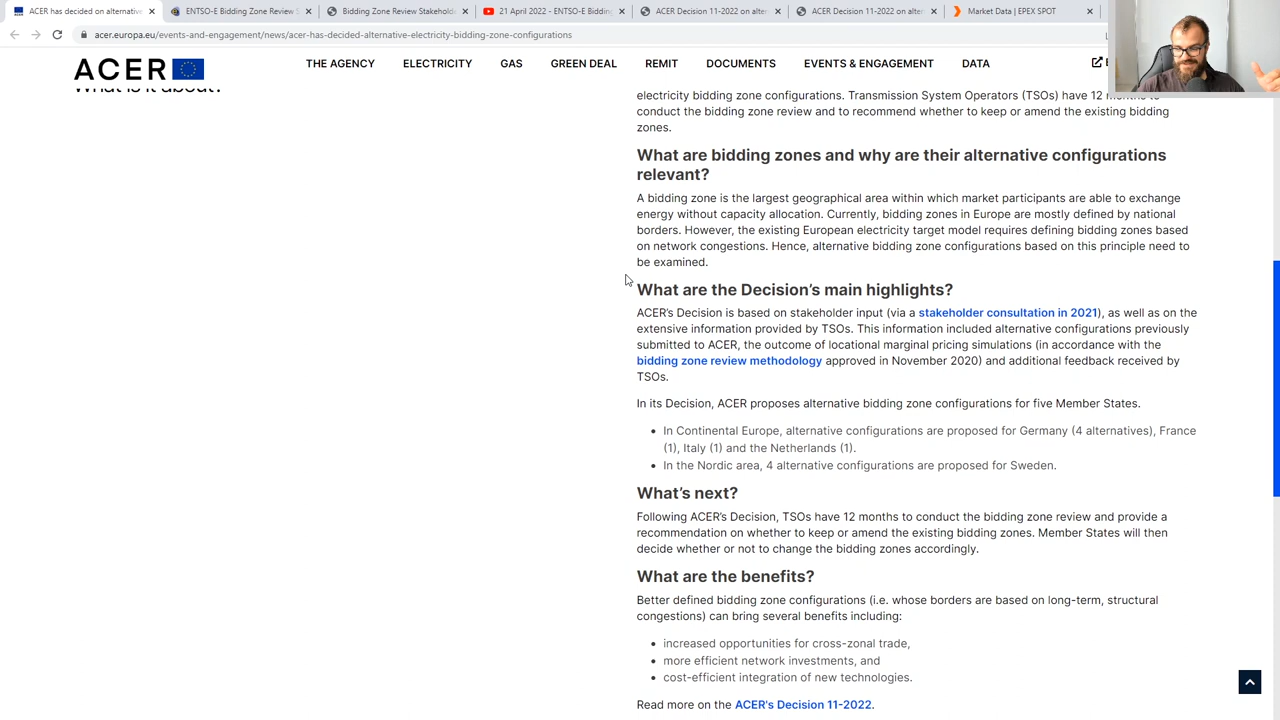 ACER has decided on alternative
ENTSO-E Bidding Zone Review S
Bidding Zone Review Stakehold
21 April 2022 - ENTSO-E Bidding
ACER Decision 11-2022 on alter
ACER Decision 11-2022 on alter
Market Data | EPEX SPOT
acer.europa.eu/events-and-engagement/news/acer-has-decided-alternative-electricity-bidding-zone-configurations
ACER
THE AGENCY
ELECTRICITY
GAS
GREEN DEAL
REMIT
DOCUMENTS
EVENTS & ENGAGEMENT
DATA
What is it about?
electricity bidding zone configurations. Transmission System Operators (TSOs) have 12 months to
conduct the bidding zone review and to recommend whether to keep or amend the existing bidding
zones.
What are bidding zones and why are their alternative configurations
relevant?
A bidding zone is the largest geographical area within which market participants are able to exchange
energy without capacity allocation. Currently, bidding zones in Europe are mostly defined by national
borders. However, the existing European electricity target model requires defining bidding zones based
on network congestions. Hence, alternative bidding zone configurations based on this principle need to
be examined.
What are the Decision's main highlights?
ACER's Decision is based on stakeholder input (via a stakeholder consultation in 2021), as well as on the
extensive information provided by TSOs. This information included alternative configurations previously
submitted to ACER, the outcome of locational marginal pricing simulations (in accordance with the
bidding zone review methodology approved in November 2020) and additional feedback received by
TSOs.
In its Decision, ACER proposes alternative bidding zone configurations for five Member States.
• In Continental Europe, alternative configurations are proposed for Germany (4 alternatives), France
(1), Italy (1) and the Netherlands (1).
• In the Nordic area, 4 alternative configurations are proposed for Sweden.
What's next?
Following ACER's Decision, TSOs have 12 months to conduct the bidding zone review and provide a
recommendation on whether to keep or amend the existing bidding zones. Member States will then
decide whether or not to change the bidding zones accordingly.
What are the benefits?
Better defined bidding zone configurations (i.e. whose borders are based on long-term, structural
congestions) can bring several benefits including:
• increased opportunities for cross-zonal trade,
• more efficient network investments, and
• cost-efficient integration of new technologies.
Read more on the ACER's Decision 11-2022.